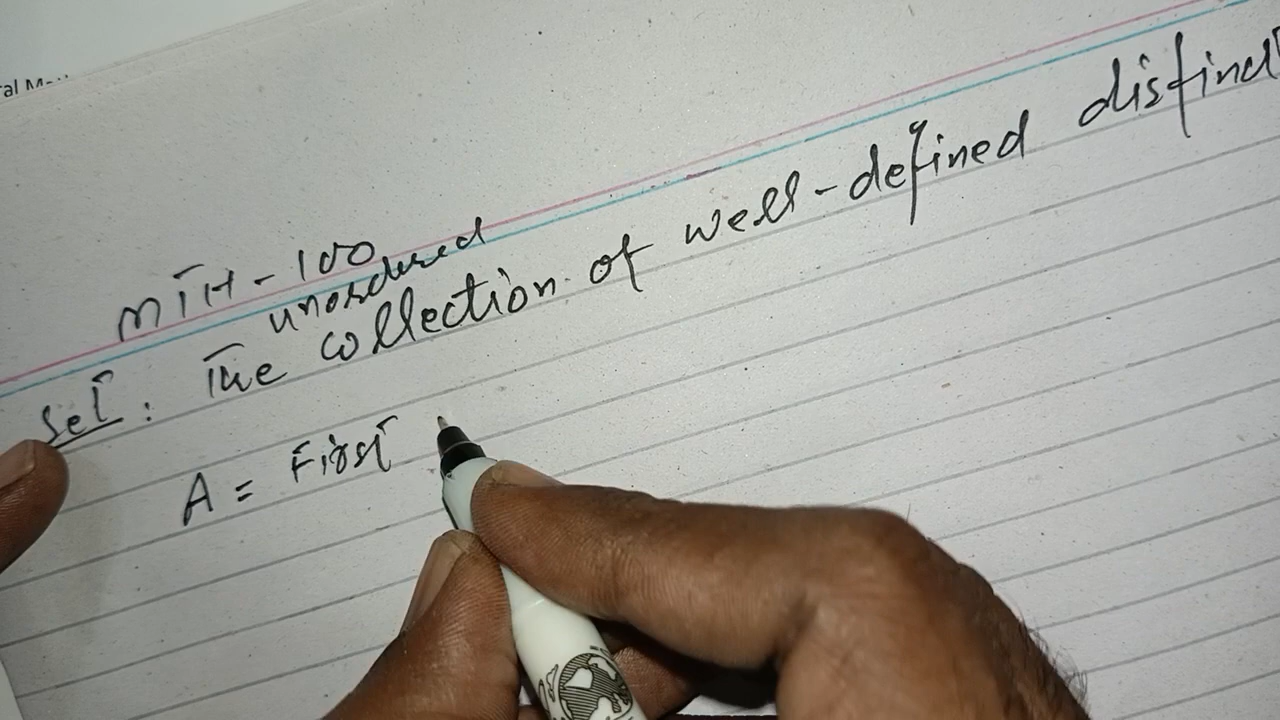 MTH-100
unordered
Set: The collection of well-defined distinct
A = First